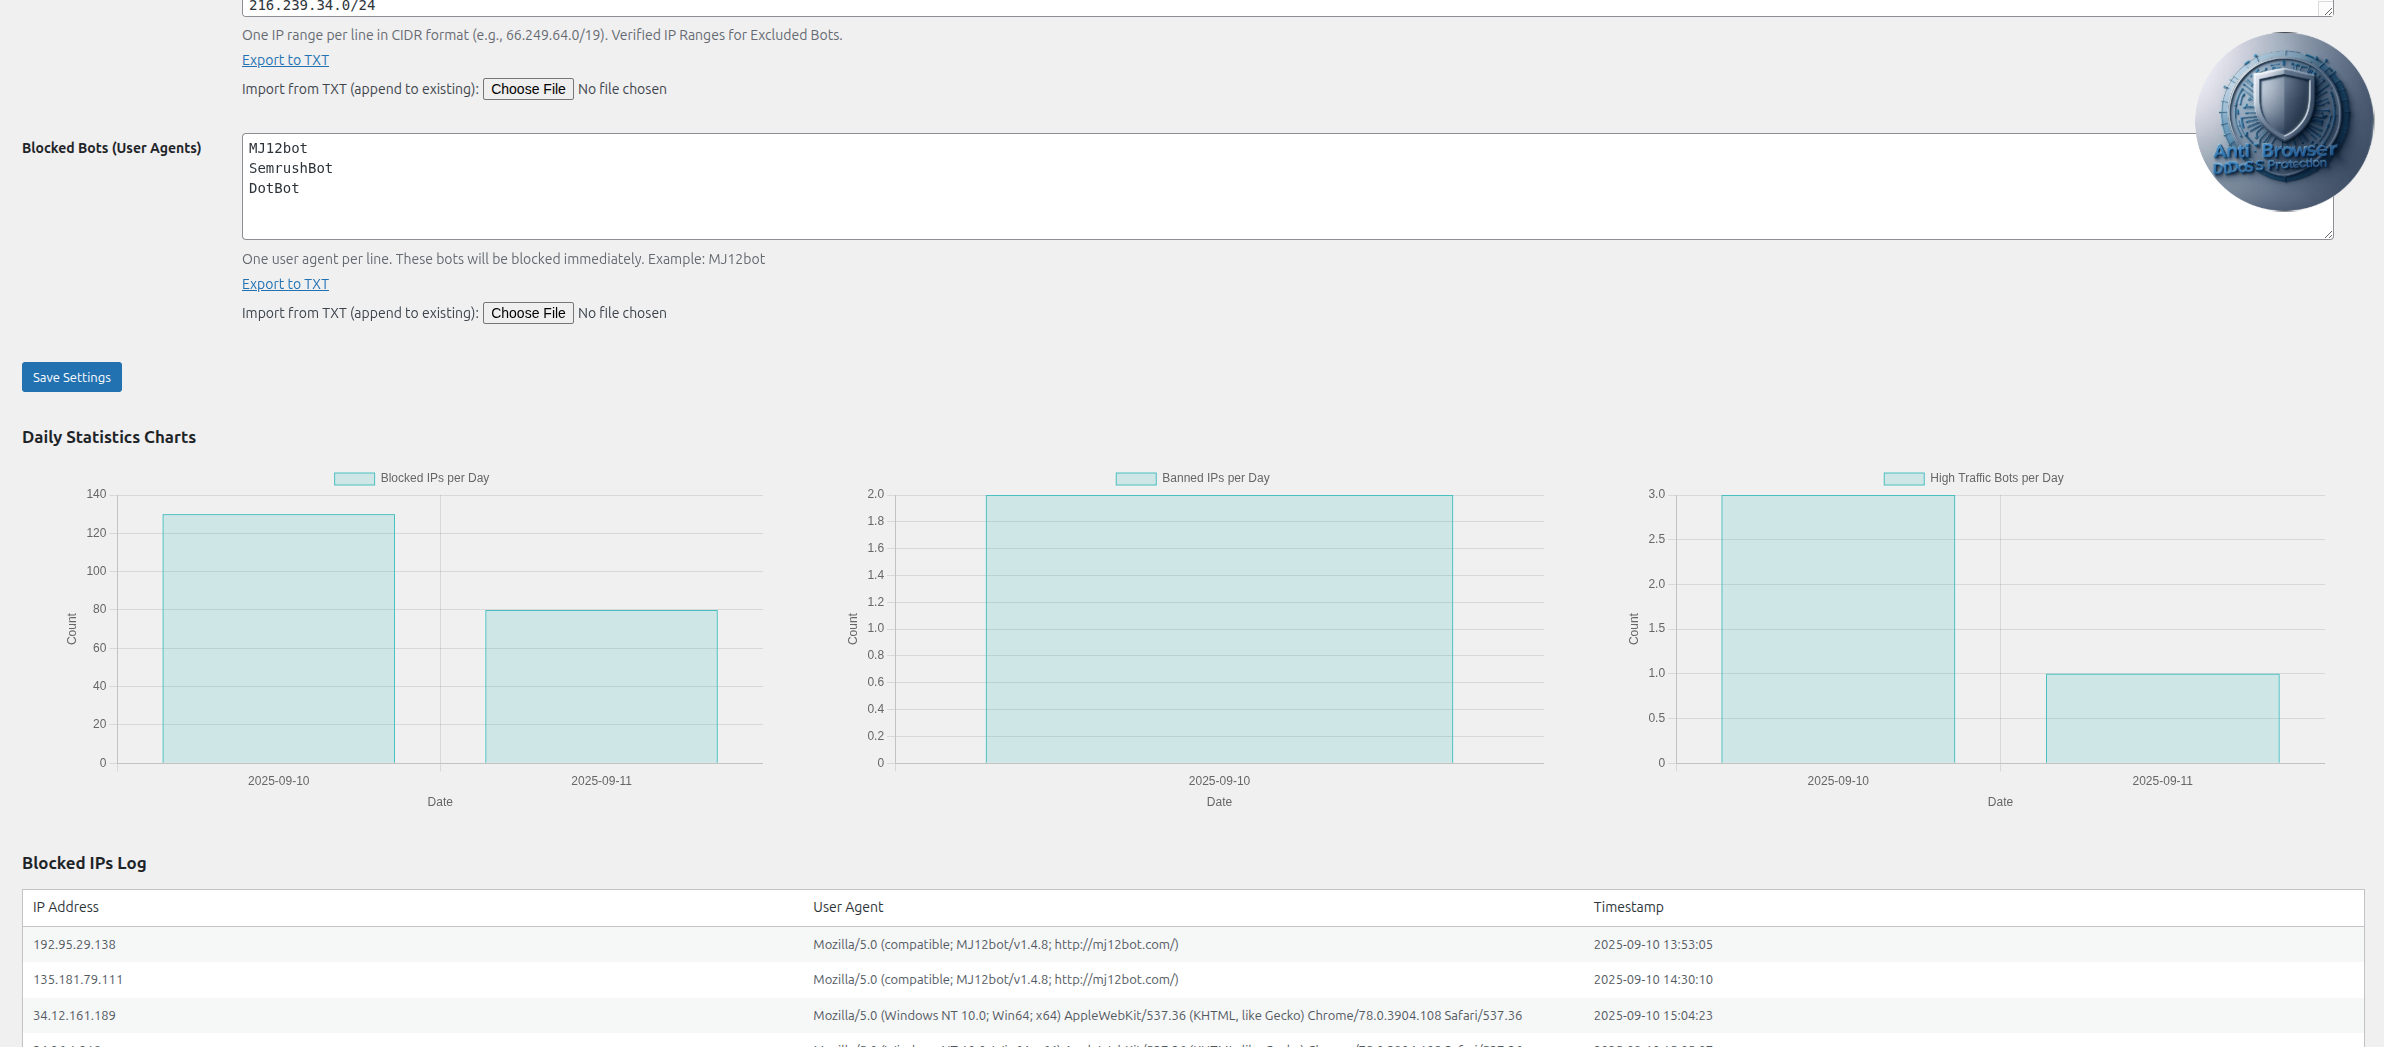 216.239.34.0/24
One IP range per line in CIDR format (e.g., 66.249.64.0/19). Verified IP Ranges for Excluded Bots.
Export to TXT
Import from TXT (append to existing): Choose File No file chosen
Blocked Bots (User Agents)
MJ12bot
SemrushBot
DotBot
Anti Browser
DDoS Protection
One user agent per line. These bots will be blocked immediately. Example: MJ12bot
Export to TXT
Import from TXT (append to existing): Choose File No file chosen
Save Settings
Daily Statistics Charts
Blocked IPs per Day
140
120
100
80
60
40
20
0
Count
2025-09-10 2025-09-11
Date
Banned IPs per Day
2.0
1.8
1.6
1.4
1.2
1.0
0.8
0.6
0.4
0.2
0
Count
2025-09-10
Date
High Traffic Bots per Day
3.0
2.5
2.0
1.5
1.0
0.5
0
Count
2025-09-10 2025-09-11
Date
Blocked IPs Log
IP Address User Agent Timestamp
192.95.29.138 Mozilla/5.0 (compatible; MJ12bot/v1.4.8; http://mj12bot.com/) 2025-09-10 13:53:05
135.181.79.111 Mozilla/5.0 (compatible; MJ12bot/v1.4.8; http://mj12bot.com/) 2025-09-10 14:30:10
34.12.161.189 Mozilla/5.0 (Windows NT 10.0; Win64; x64) AppleWebKit/537.36 (KHTML, like Gecko) Chrome/78.0.3904.108 Safari/537.36 2025-09-10 15:04:23